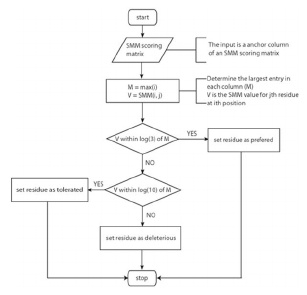 start
SMM scoring
matrix
The input is a anchor column
of an SMM scoring matrix
M = max(i)
V = SMM(i, j)
Determine the largest entry in
each column (M)
V is the SMM value for jth residue
at ith position
V within log(3) of M
YES
set residue as prefered
NO
set residue as tolerated
YES
V within log(10) of M
NO
set residue as deleterious
stop